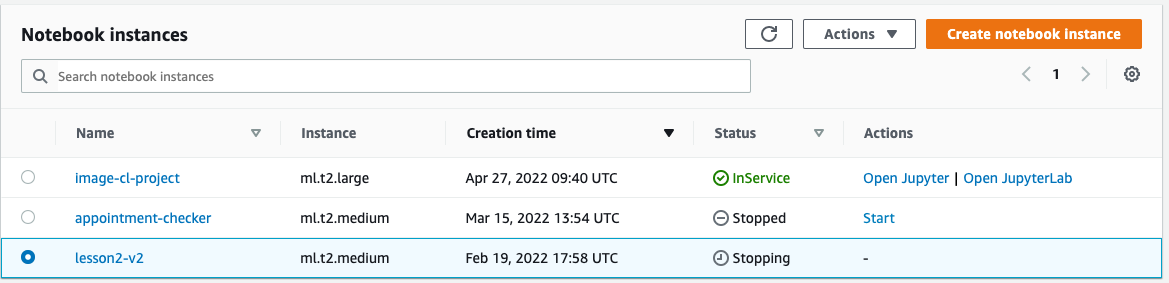 Notebook instances
Actions
Create notebook instance
Search notebook instances
1
Name Instance Creation time Status Actions
image-cl-project ml.t2.large Apr 27, 2022 09:40 UTC InService Open Jupyter | Open JupyterLab
appointment-checker ml.t2.medium Mar 15, 2022 13:54 UTC Stopped Start
lesson2-v2 ml.t2.medium Feb 19, 2022 17:58 UTC Stopping -